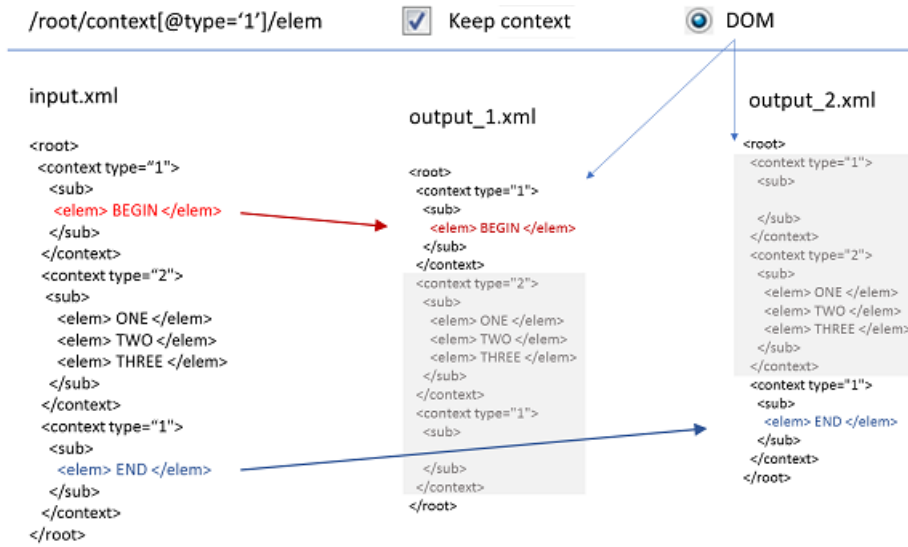 /root/context[@type=‘1’]/elem
Keep context
DOM
input.xml
<root>
<context type=“1">
<sub>
<elem> BEGIN </elem>
</sub>
</context>
<context type=“2”>
<sub>
<elem> ONE </elem>
<elem> TWO </elem>
<elem> THREE </elem>
</sub>
</context>
<context type=“1”>
<sub>
<elem> END </elem>
</sub>
</context>
</root>
output_1.xml
<root>
<context type="1">
<sub>
<elem> BEGIN </elem>
</sub>
</context>
<context type="2">
<sub>
<elem> ONE </elem>
<elem> TWO </elem>
<elem> THREE </elem>
</sub>
</context>
<context type="1">
<sub>
</sub>
</context>
</root>
output_2.xml
<root>
<context type="1">
<sub>
</sub>
</context>
<context type="2">
<sub>
<elem> ONE </elem>
<elem> TWO </elem>
<elem> THREE </elem>
</sub>
</context>
<context type="1">
<sub>
<elem> END </elem>
</sub>
</context>
</root>